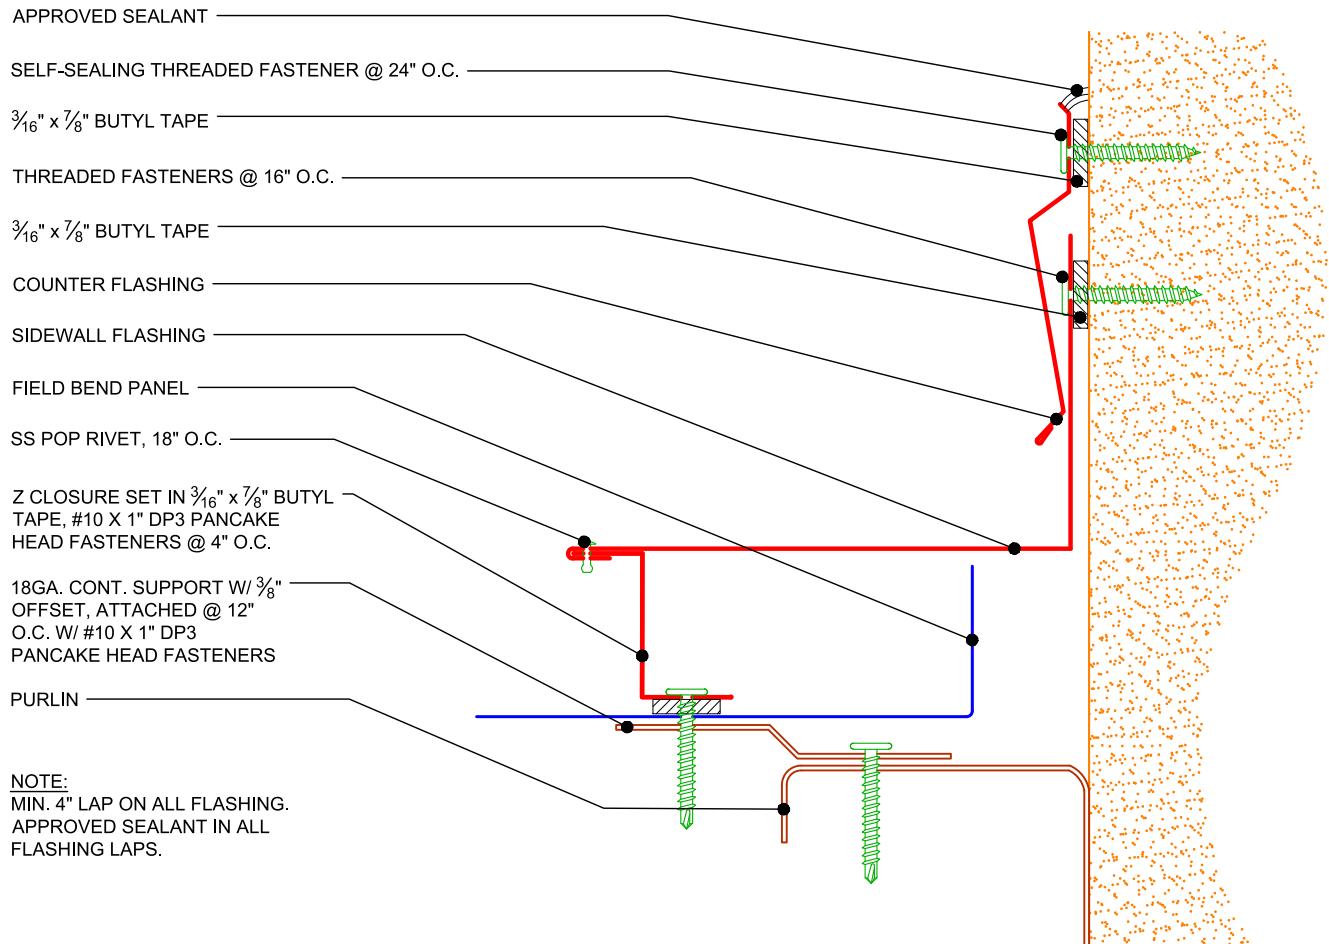 APPROVED SEALANT
SELF-SEALING THREADED FASTENER @ 24" O.C.
3/16" x 7/8" BUTYL TAPE
THREADED FASTENERS @ 16" O.C.
3/16" x 7/8" BUTYL TAPE
COUNTER FLASHING
SIDEWALL FLASHING
FIELD BEND PANEL
SS POP RIVET, 18" O.C.
Z CLOSURE SET IN 3/16" x 7/8" BUTYL
TAPE, #10 X 1" DP3 PANCAKE
HEAD FASTENERS @ 4" O.C.
18GA. CONT. SUPPORT W/ 3/8"
OFFSET, ATTACHED @ 12"
O.C. W/ #10 X 1" DP3
PANCAKE HEAD FASTENERS
PURLIN
NOTE:
MIN. 4" LAP ON ALL FLASHING.
APPROVED SEALANT IN ALL
FLASHING LAPS.